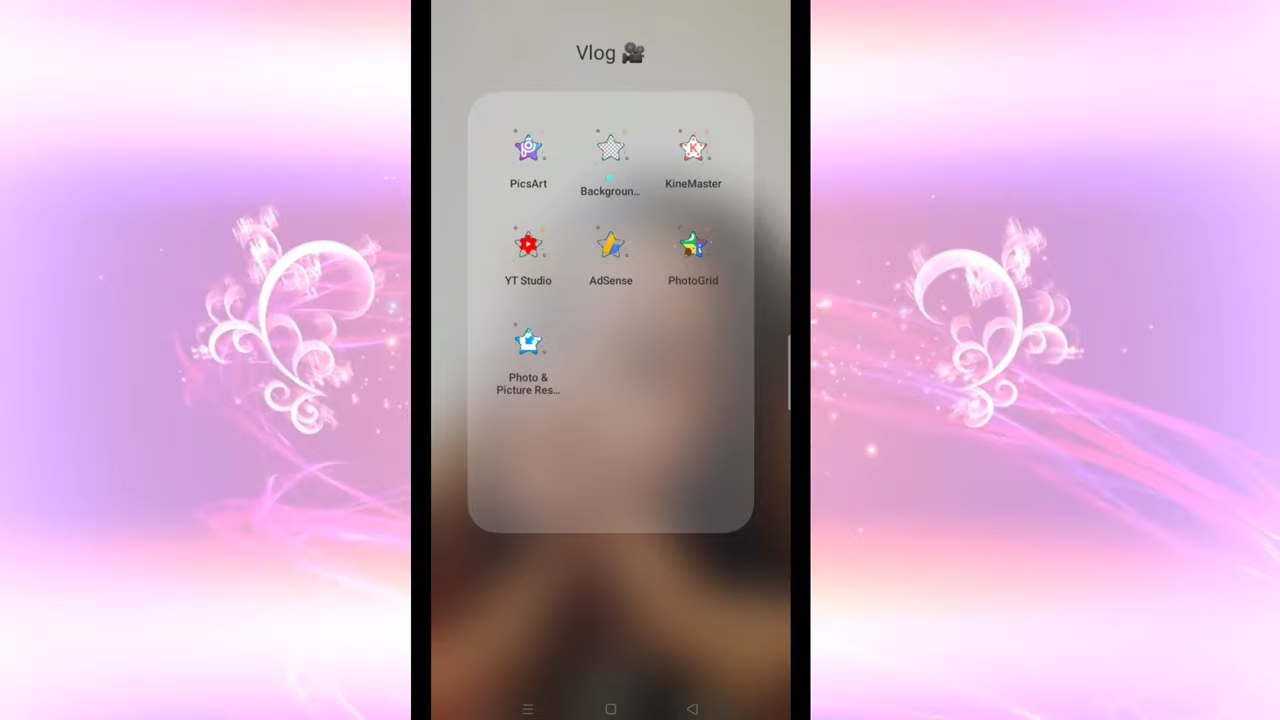 Vlog 🎥
PicsArt
Backgroun...
KineMaster
YT Studio
AdSense
PhotoGrid
Photo &
Picture Res...